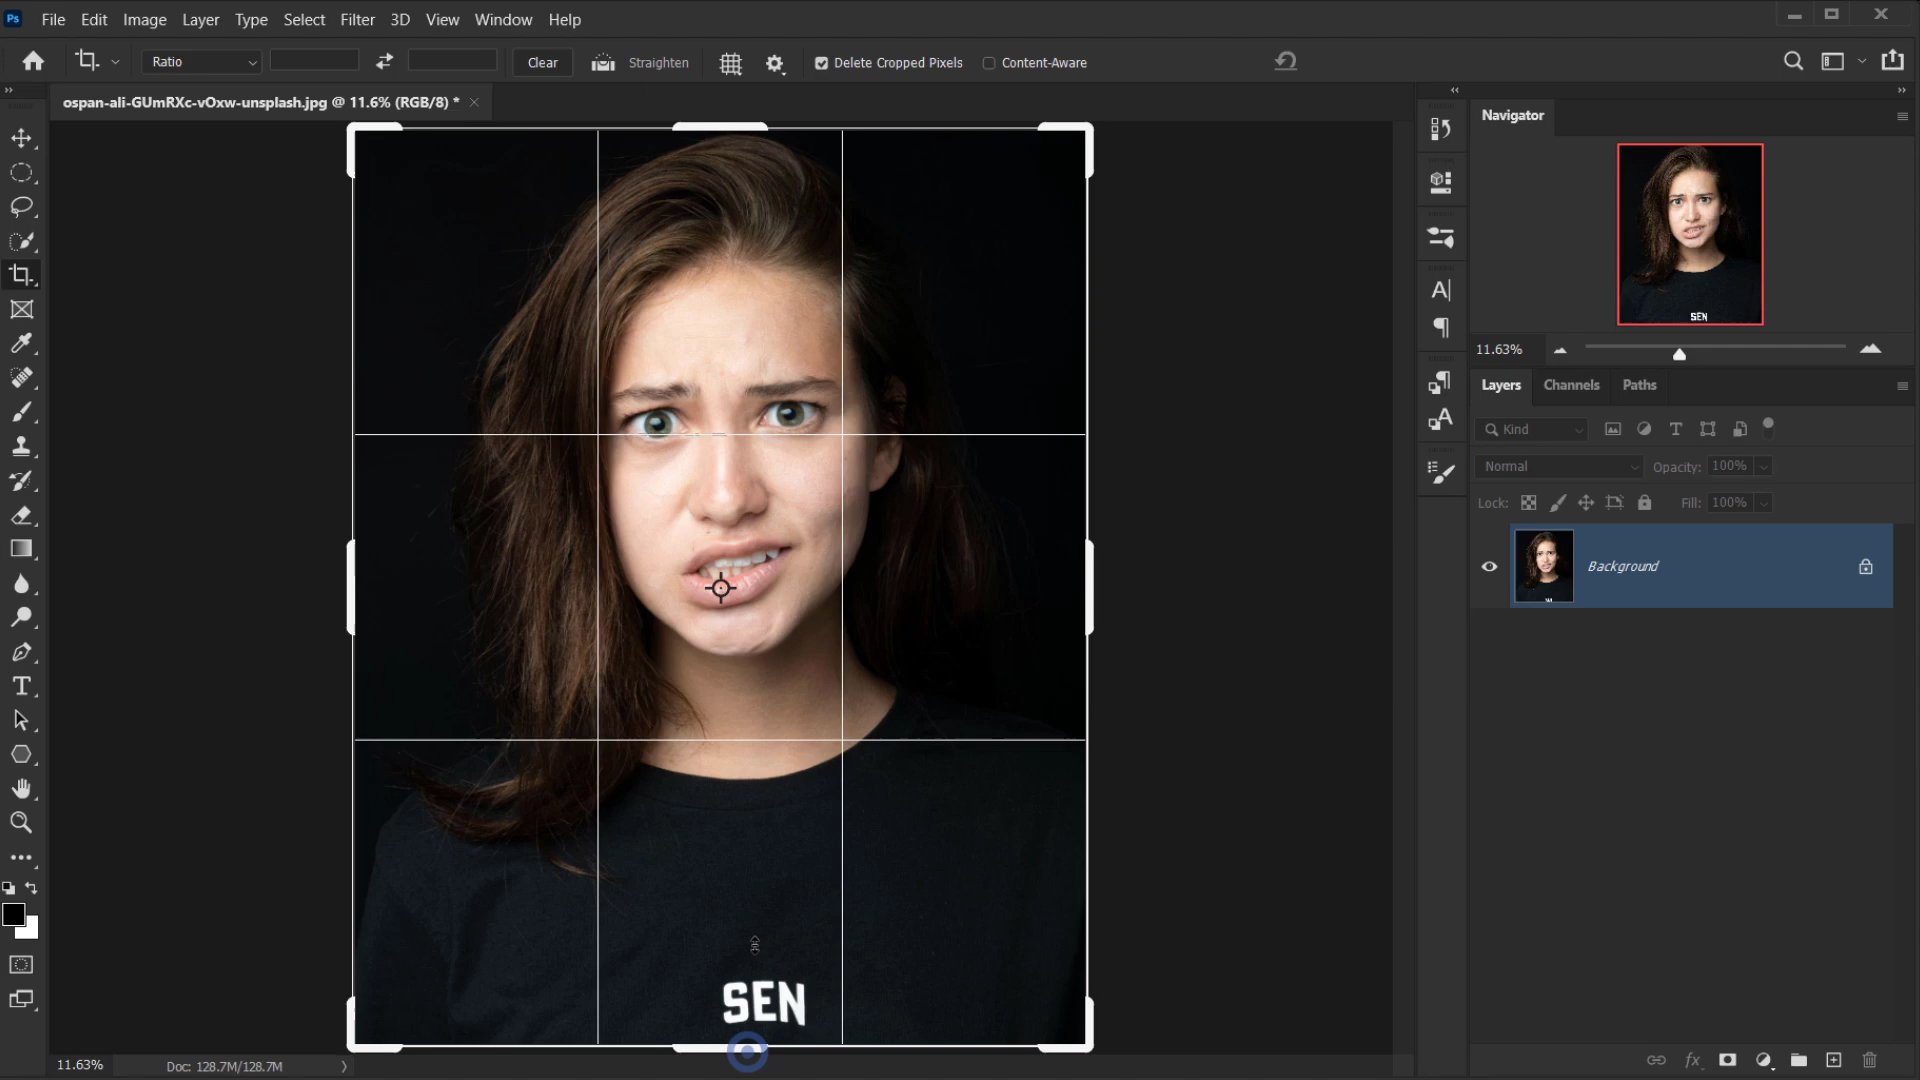 Ps File Edit Image Layer Type Select Filter 3D View Window Help
Ratio Clear Straighten Delete Cropped Pixels Content-Aware
ospan-ali-GUmRXc-vOxw-unsplash.jpg @ 11.6% (RGB/8) *
Navigator
SEN
11.63%
Layers Channels Paths
Kind
Normal Opacity: 100%
Lock: Fill: 100%
Background
SEN
11.63% Doc: 128.7M/128.7M